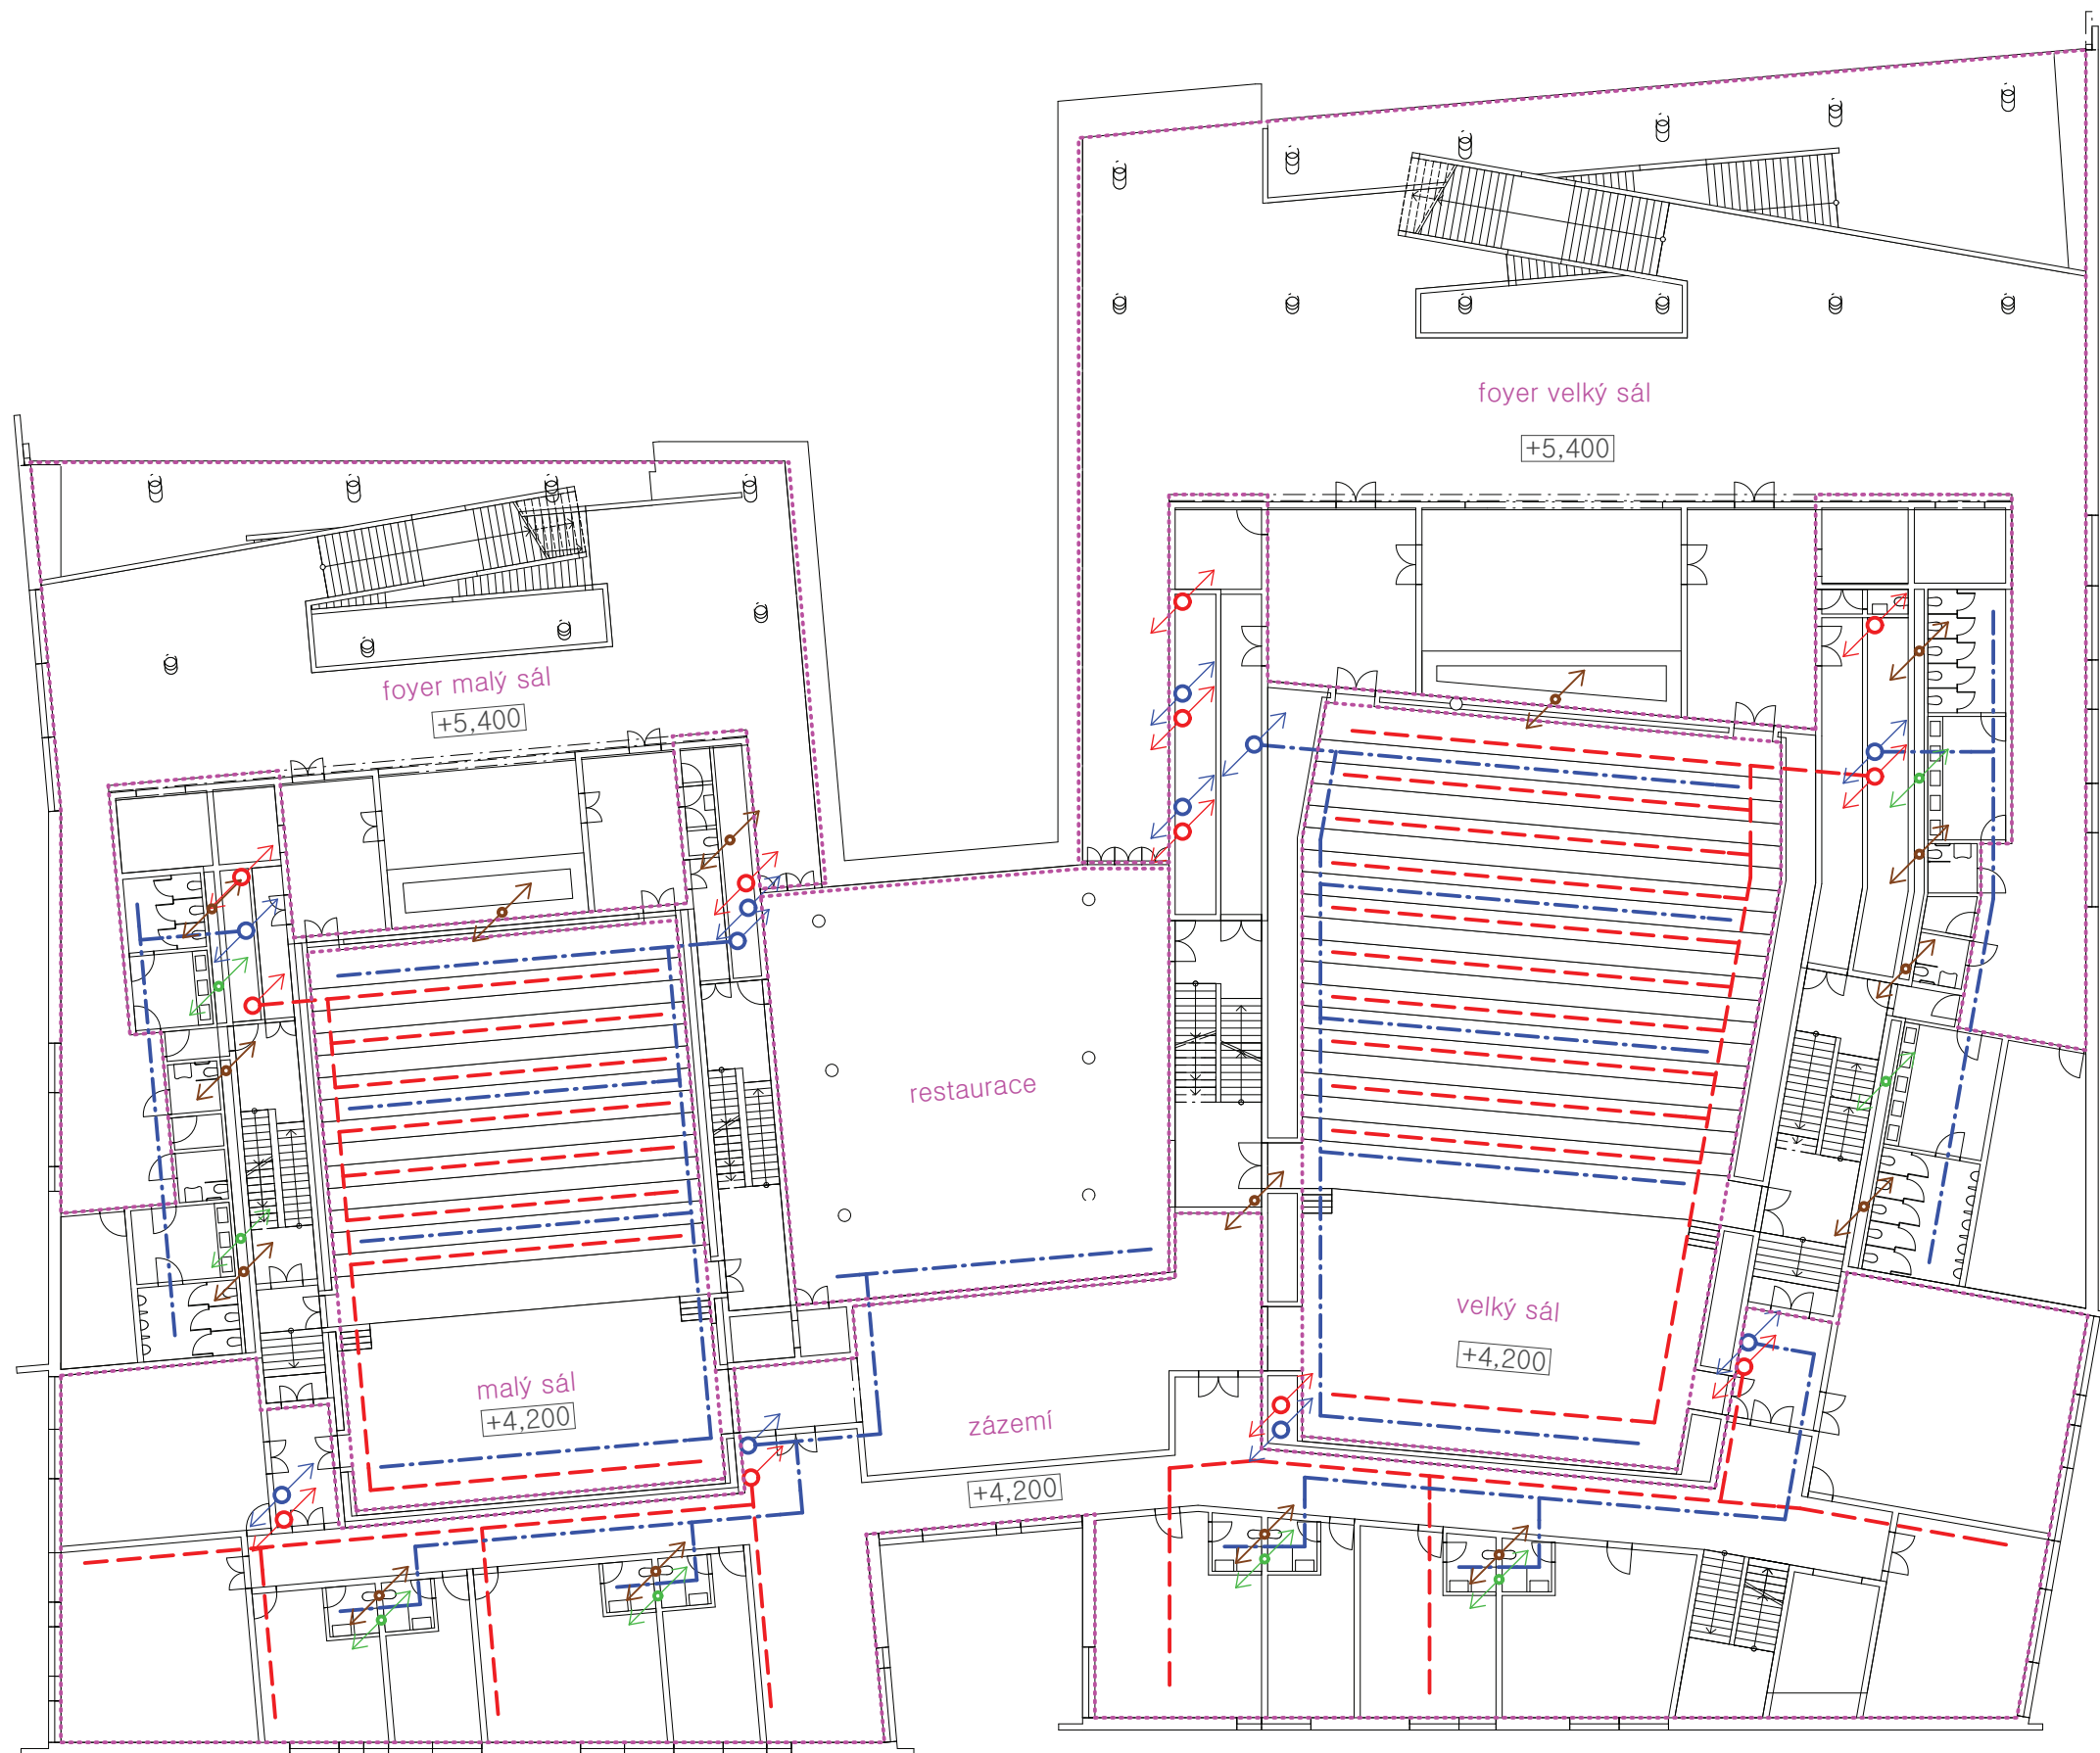 foyer velký sál
+5,400
foyer malý sál
+5,400
restaurace
velký sál
+4,200
malý sál
+4,200
zázemí
+4,200